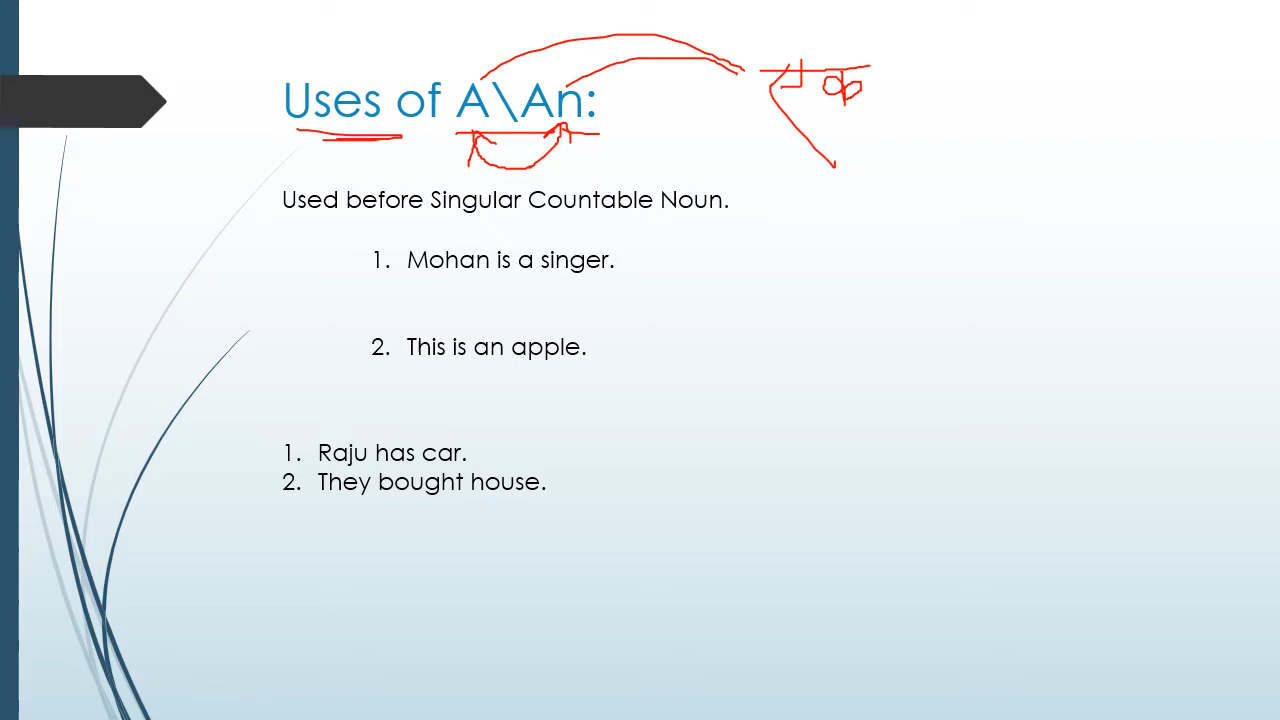 Uses of A\An:
Used before Singular Countable Noun.
1. Mohan is a singer.
2. This is an apple.
1. Raju has car.
2. They bought house.